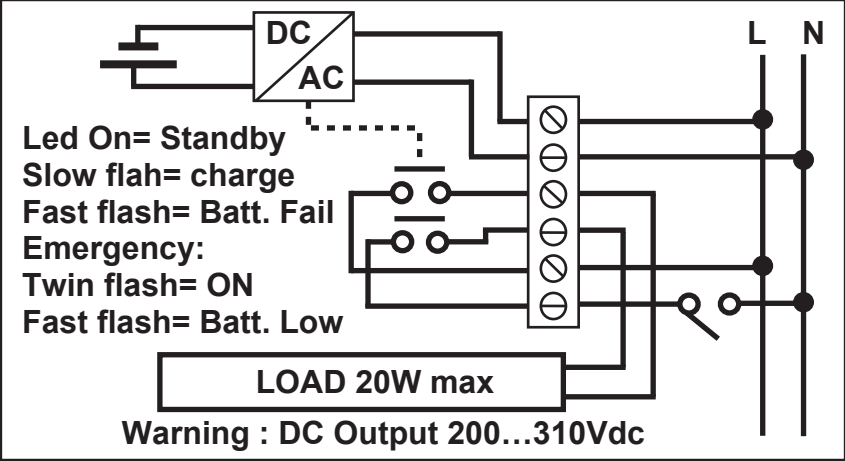 DC
AC
L N
Led On= Standby
Slow flah= charge
Fast flash= Batt. Fail
Emergency:
Twin flash= ON
Fast flash= Batt. Low
LOAD 20W max
Warning : DC Output 200...310Vdc